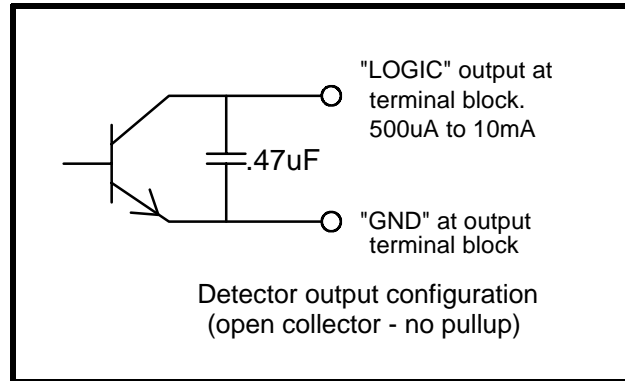 "LOGIC" output at
terminal block.
500uA to 10mA
.47uF
"GND" at output
terminal block
Detector output configuration
(open collector - no pullup)